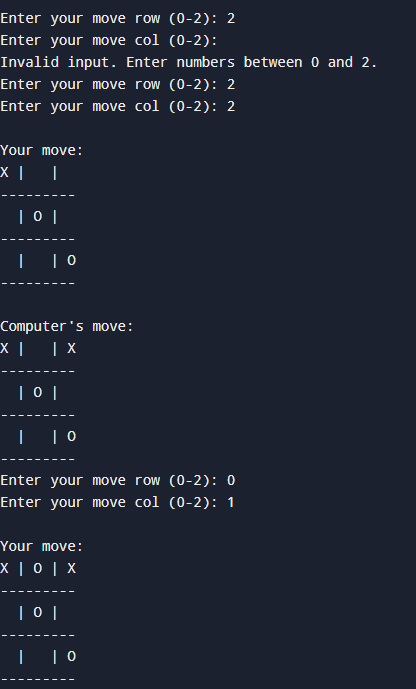 Enter your move row (0-2): 2
Enter your move col (0-2):
Invalid input. Enter numbers between 0 and 2.
Enter your move row (0-2): 2
Enter your move col (0-2): 2

Your move:
X |   |
---------
  | O |
---------
  |   | O
---------

Computer's move:
X |   | X
---------
  | O |
---------
  |   | O
---------
Enter your move row (0-2): 0
Enter your move col (0-2): 1

Your move:
X | O | X
---------
  | O |
---------
  |   | O
---------